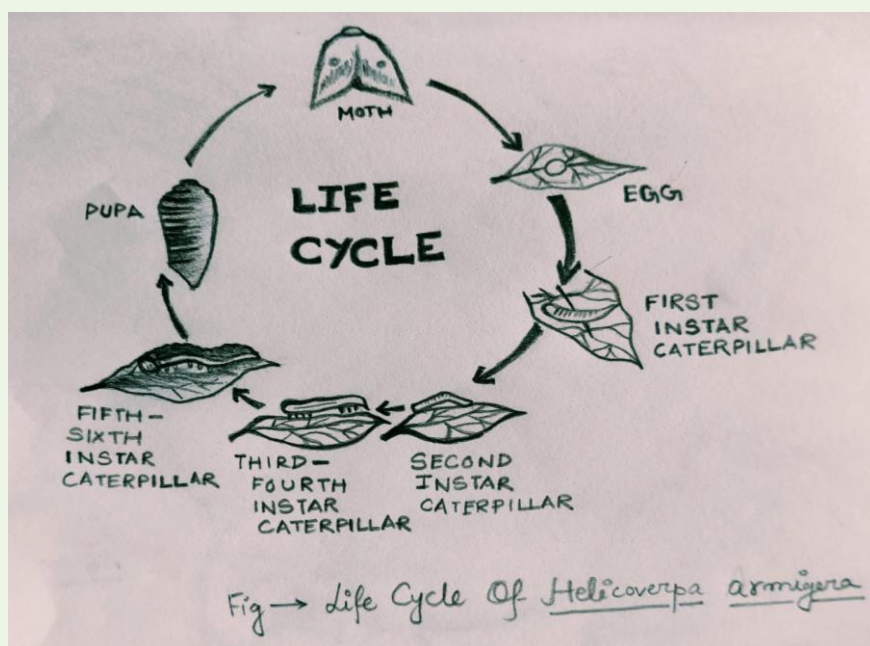 MOTH
EGG
PUPA
LIFE
CYCLE
FIRST
INSTAR
CATERPILLAR
FIFTH-
SIXTH
INSTAR
CATERPILLAR
THIRD-
FOURTH
INSTAR
CATERPILLAR
SECOND
INSTAR
CATERPILLAR
Fig → Life Cycle Of Helicoverpa armigera